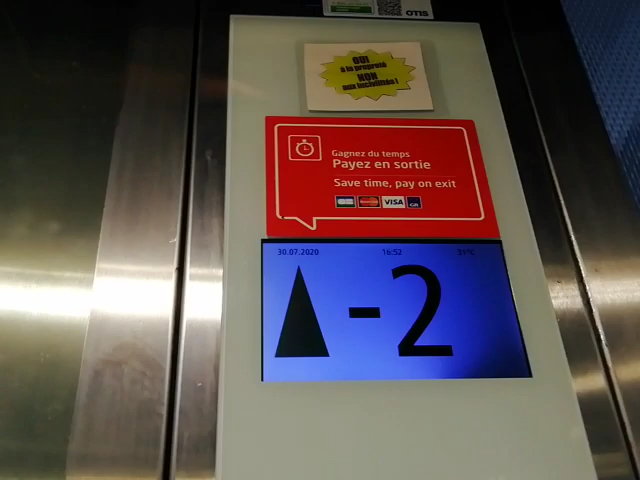 OTIS
OUI
à la propreté
NON
aux incivilités !
Gagnez du temps
Payez en sortie
Save time, pay on exit
VISA GR
30.07.2020 16:52 31°C
-2